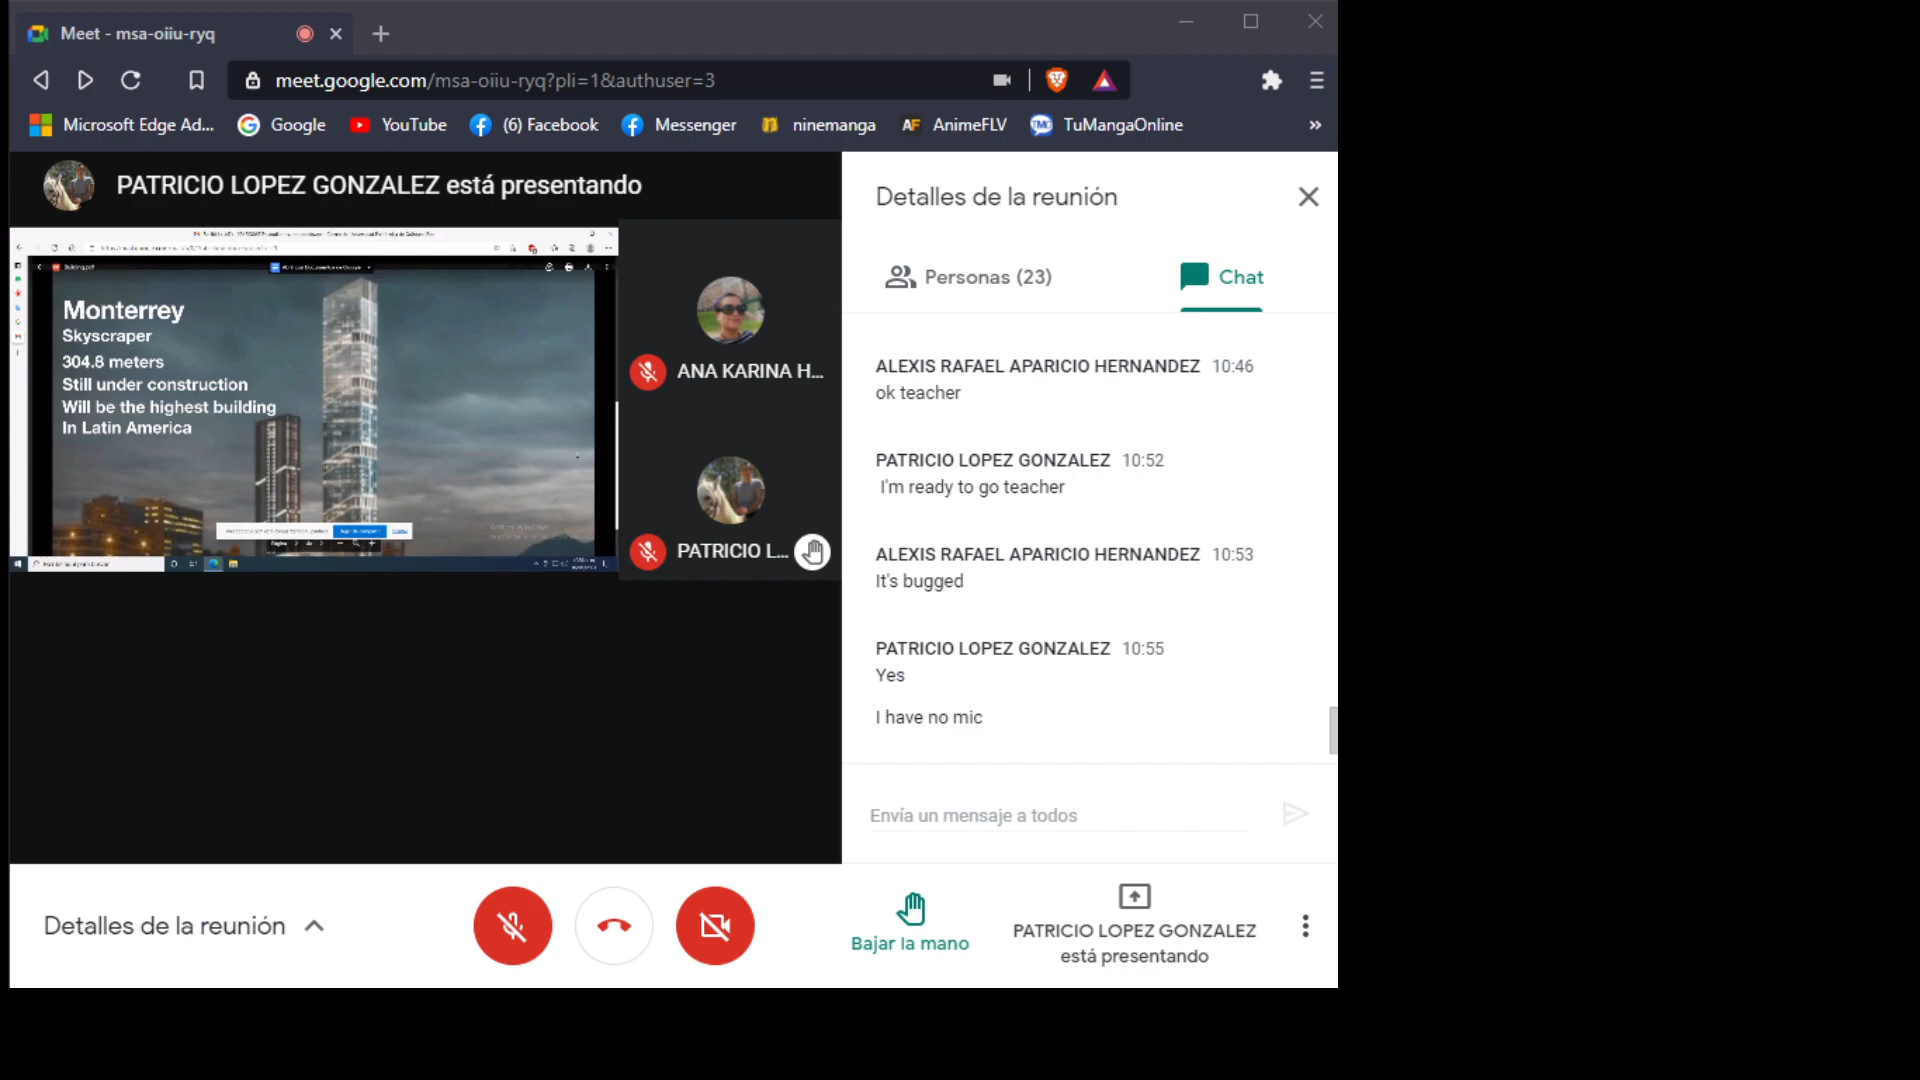 Meet - msa-oiiu-ryq
meet.google.com/msa-oiiu-ryq?pli=1&authuser=3
Microsoft Edge Ad...
Google
YouTube
(6) Facebook
Messenger
ninemanga
AF AnimeFLV
TMO TuMangaOnline
»
PATRICIO LOPEZ GONZALEZ está presentando
Building.pdf
Monterrey
Skyscraper
304.8 meters
Still under construction
Will be the highest building
In Latin America
Página
ANA KARINA H...
PATRICIO L...
Detalles de la reunión
Personas (23)
Chat
ALEXIS RAFAEL APARICIO HERNANDEZ 10:46
ok teacher
PATRICIO LOPEZ GONZALEZ 10:52
I'm ready to go teacher
ALEXIS RAFAEL APARICIO HERNANDEZ 10:53
It's bugged
PATRICIO LOPEZ GONZALEZ 10:55
Yes
I have no mic
Envía un mensaje a todos
Detalles de la reunión
Bajar la mano
PATRICIO LOPEZ GONZALEZ
está presentando